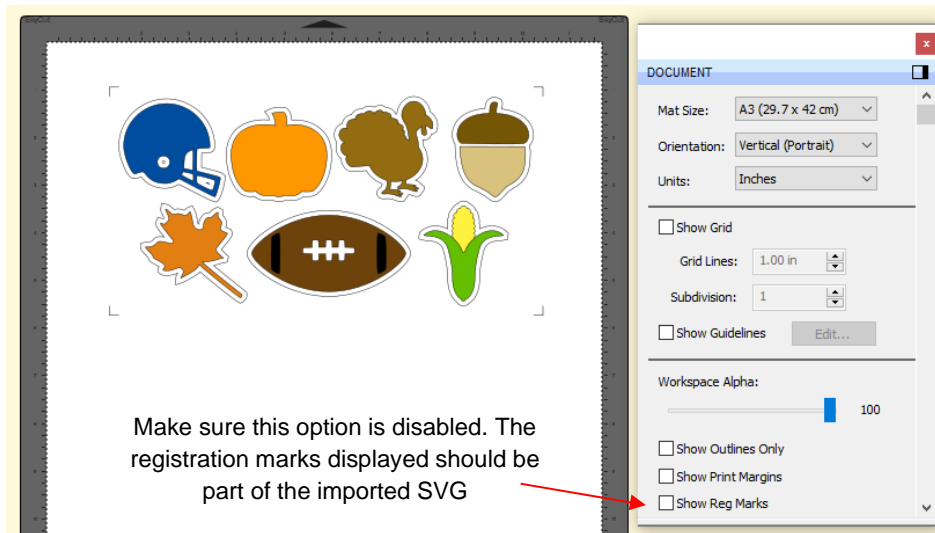 DOCUMENT
x
Mat Size: A3 (29.7 x 42 cm)
Orientation: Vertical (Portrait)
Units: Inches
Show Grid
Grid Lines: 1.00 in
Subdivision: 1
Show Guidelines Edit...
Workspace Alpha:
100
Show Outlines Only
Show Print Margins
Show Reg Marks
Make sure this option is disabled. The
registration marks displayed should be
part of the imported SVG